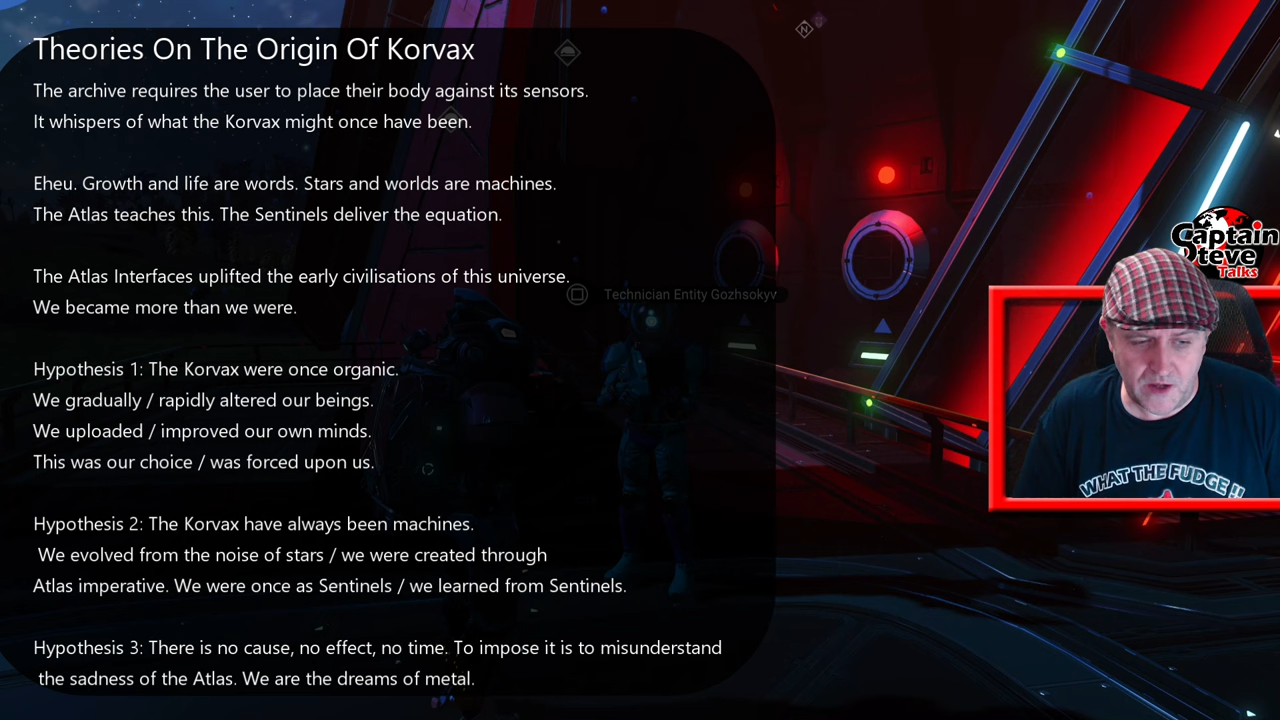 Theories On The Origin Of Korvax
The archive requires the user to place their body against its sensors.
It whispers of what the Korvax might once have been.
Eheu. Growth and life are words. Stars and worlds are machines.
The Atlas teaches this. The Sentinels deliver the equation.
The Atlas Interfaces uplifted the early civilisations of this universe.
We became more than we were.
Hypothesis 1: The Korvax were once organic.
We gradually / rapidly altered our beings.
We uploaded / improved our own minds.
This was our choice / was forced upon us.
Hypothesis 2: The Korvax have always been machines.
We evolved from the noise of stars / we were created through
Atlas imperative. We were once as Sentinels / we learned from Sentinels.
Hypothesis 3: There is no cause, no effect, no time. To impose it is to misunderstand
the sadness of the Atlas. We are the dreams of metal.
Technician Entity Gozhsokyv
N
Captain
Steve
Talks
WHAT THE FUDGE !!